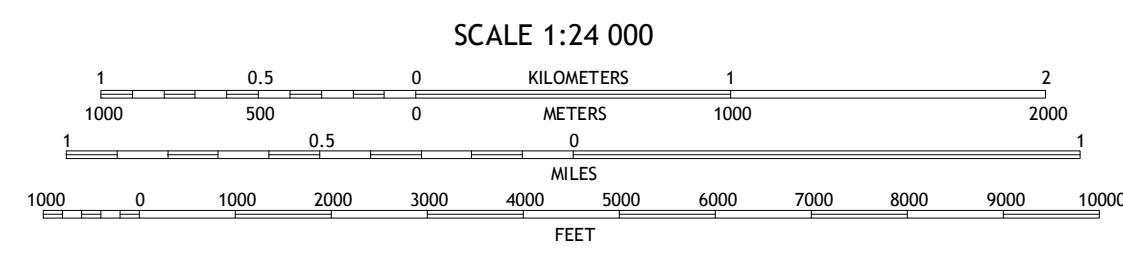 SCALE 1:24 000
1 0.5 0 KILOMETERS 1 2
1000 500 0 METERS 1000 2000
1 0.5 0 1
MILES
1000 0 1000 2000 3000 4000 5000 6000 7000 8000 9000 10000
FEET